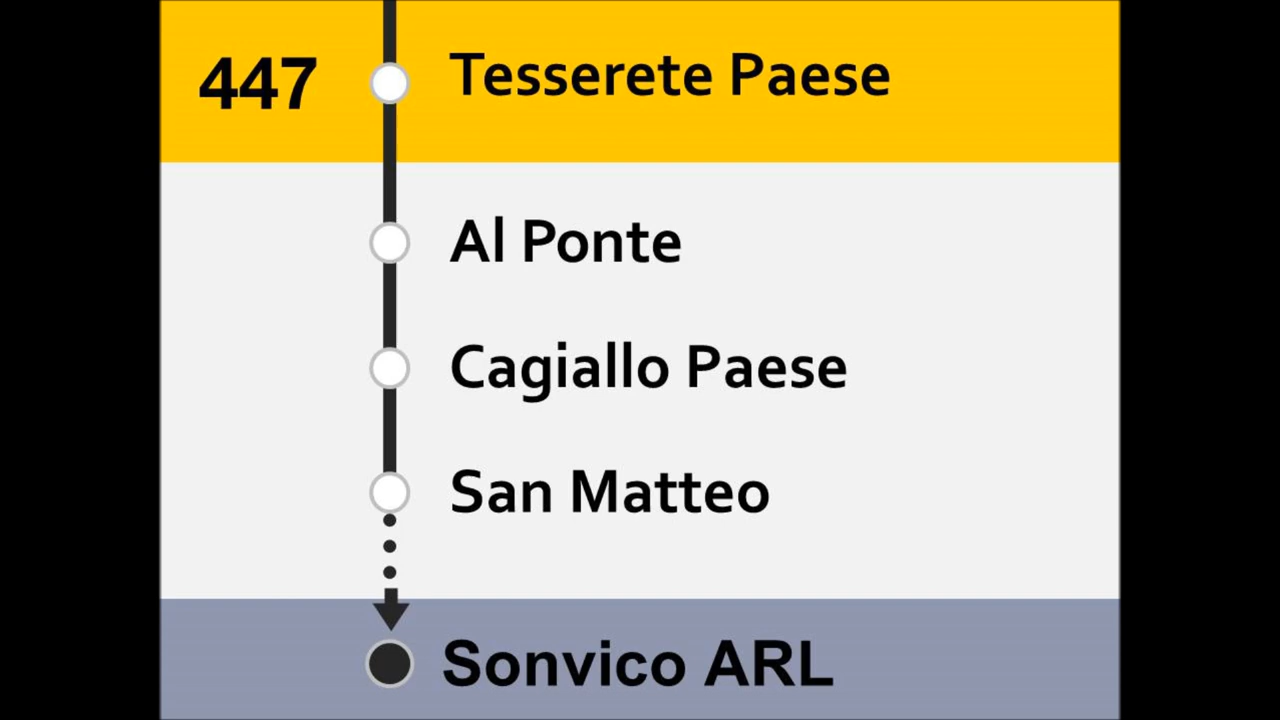 447 Tesserete Paese
Al Ponte
Cagiallo Paese
San Matteo
Sonvico ARL